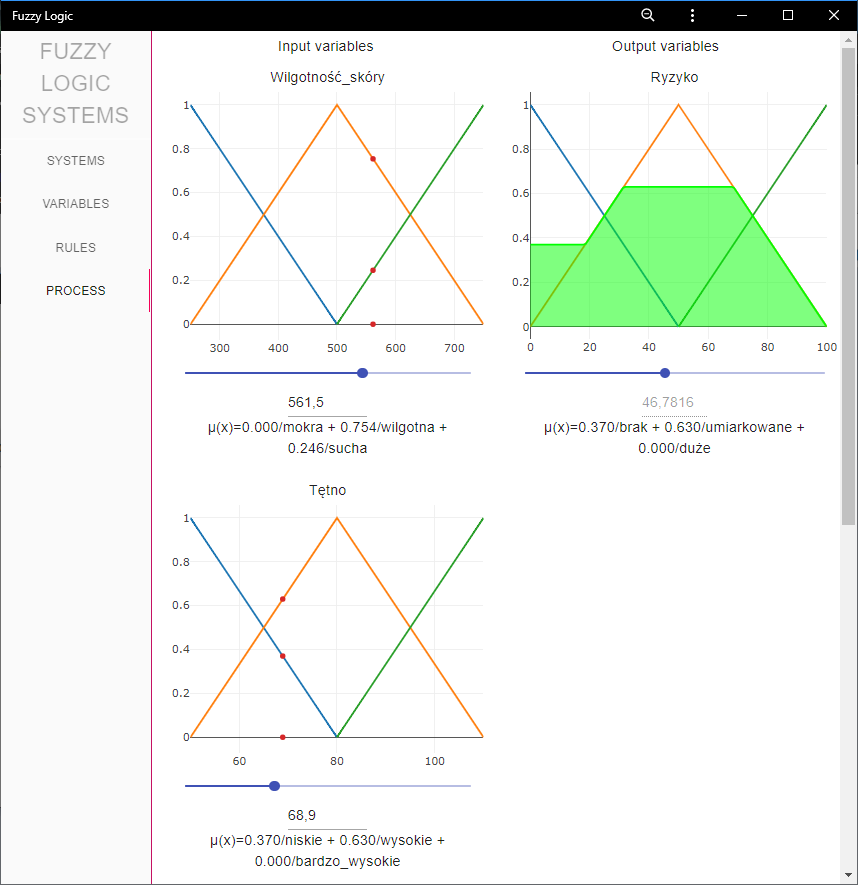 Fuzzy Logic
FUZZY
LOGIC
SYSTEMS
SYSTEMS
VARIABLES
RULES
PROCESS
Input variables
Wilgotność_skóry
1
0.8
0.6
0.4
0.2
0
300 400 500 600 700
561,5
μ(x)=0.000/mokra + 0.754/wilgotna +
0.246/sucha
Tętno
1
0.8
0.6
0.4
0.2
0
60 80 100
68,9
μ(x)=0.370/niskie + 0.630/wysokie +
0.000/bardzo_wysokie
Output variables
Ryzyko
1
0.8
0.6
0.4
0.2
0
0 20 40 60 80 100
46,7816
μ(x)=0.370/brak + 0.630/umiarkowane +
0.000/duże